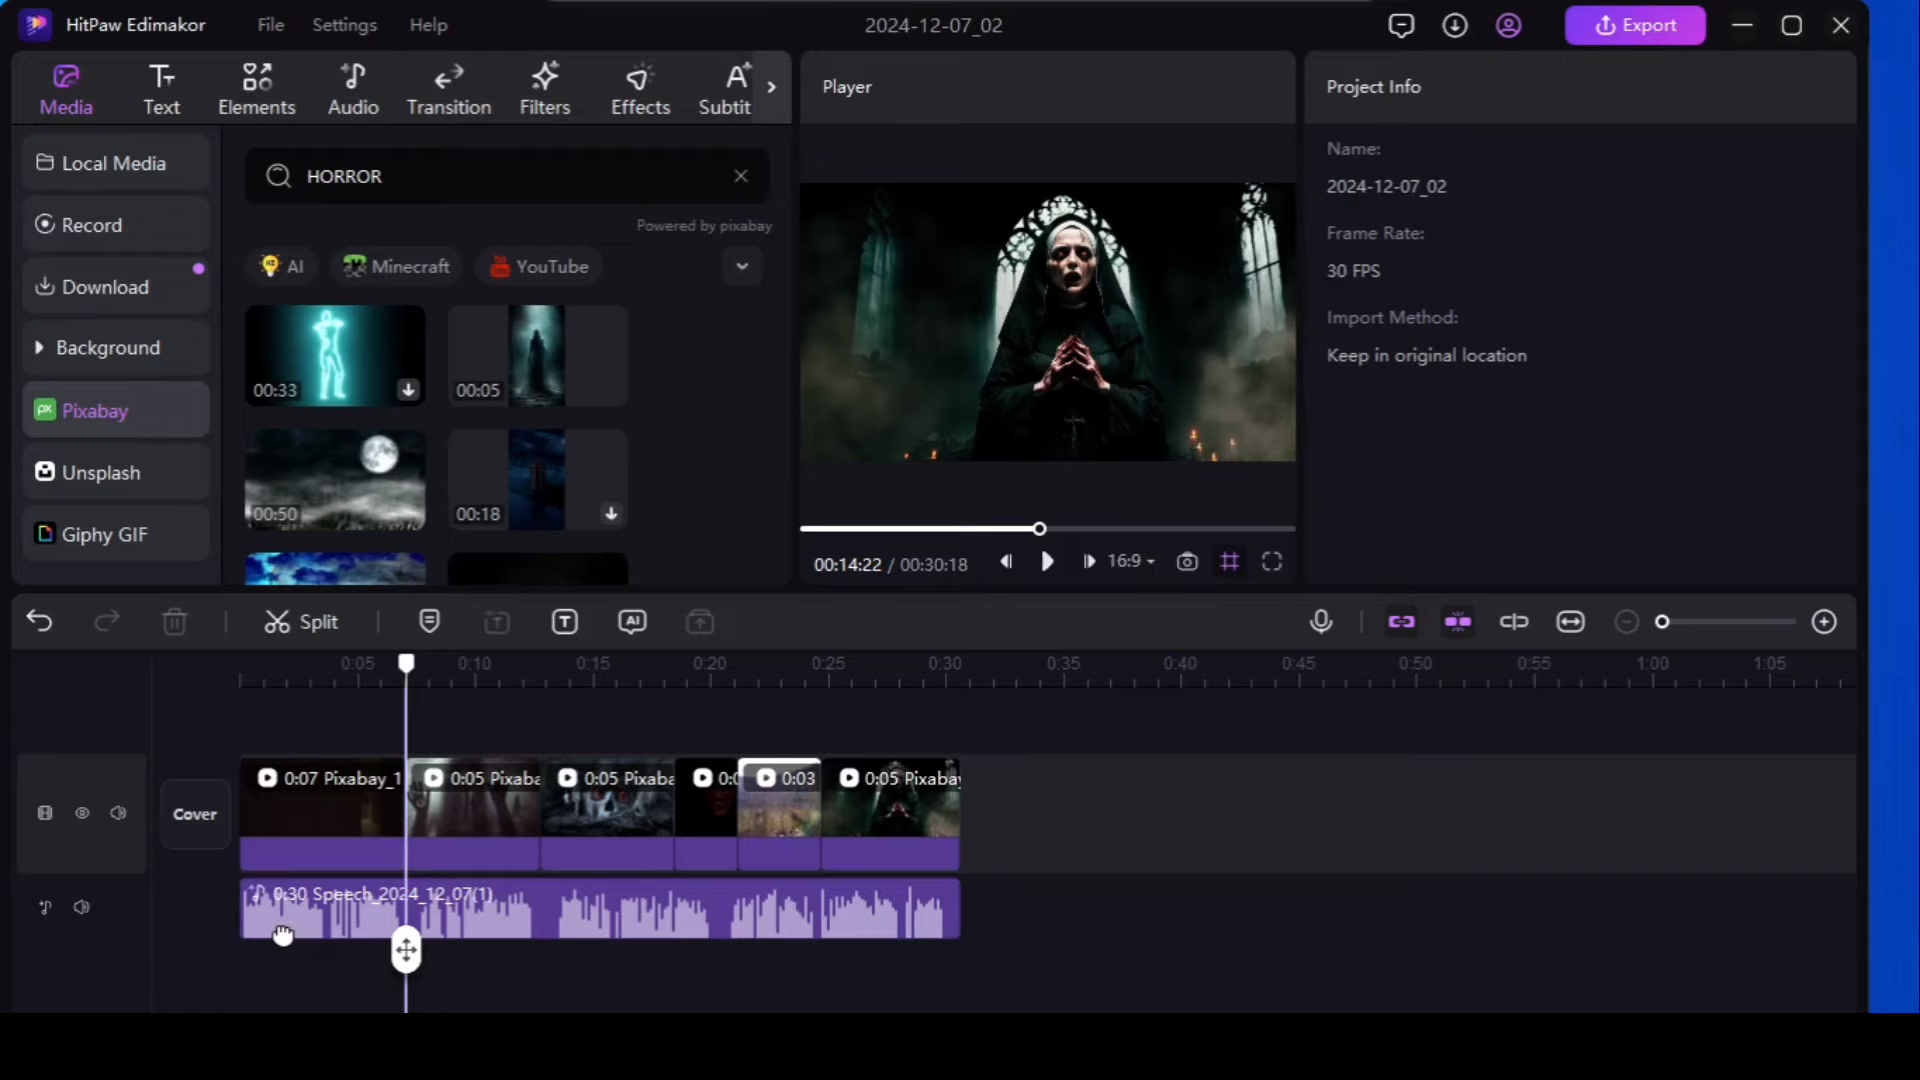 HitPaw Edimakor
File
Settings
Help
2024-12-07_02
Export
Media
Text
Elements
Audio
Transition
Filters
Effects
Subtit
Player
Project Info
Local Media
Record
Download
Background
Pixabay
Unsplash
Giphy GIF
HORROR
Powered by pixabay
AI
Minecraft
YouTube
00:33
00:05
00:50
00:18
00:14:22 / 00:30:18
16:9
Name:
2024-12-07_02
Frame Rate:
30 FPS
Import Method:
Keep in original location
Split
0:05
0:10
0:15
0:20
0:25
0:30
0:35
0:40
0:45
0:50
0:55
1:00
1:05
Cover
0:07 Pixabay_1
0:05 Pixaba
0:05 Pixaba
0:0
0:03
0:05 Pixabay
0:30 Speech_2024_12_07(1)